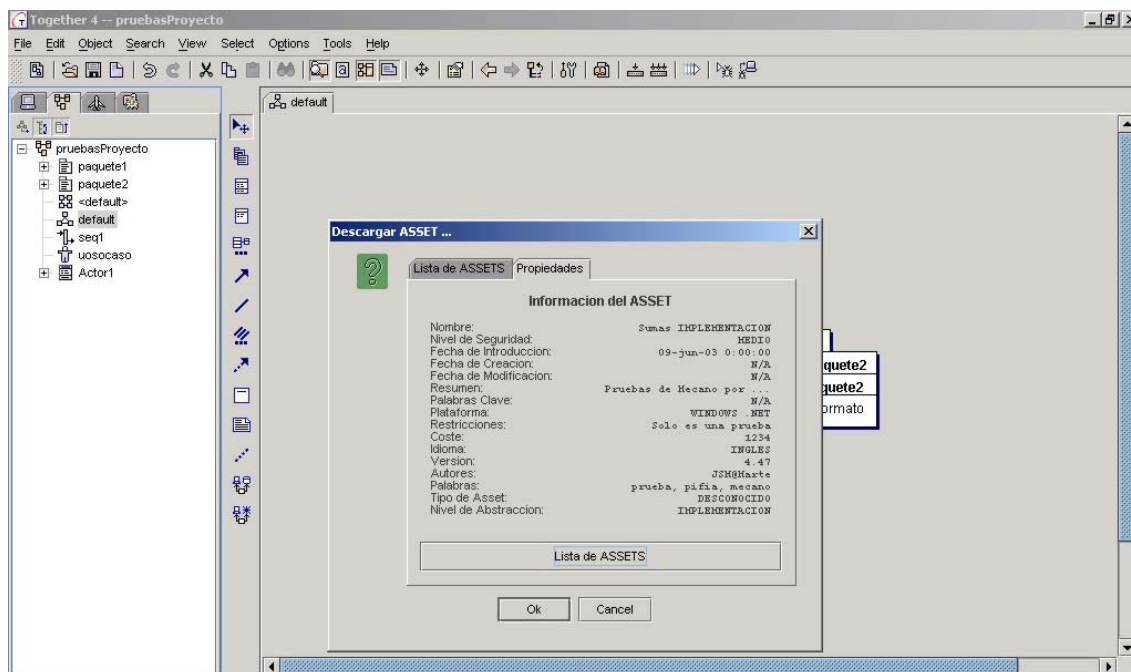 Together 4 -- pruebasProyecto
File Edit Object Search View Select Options Tools Help
default
pruebasProyecto
paquete1
paquete2
<default>
default
seq1
uosocaso
Actor1
Descargar ASSET ...
Lista de ASSETS Propiedades
Informacion del ASSET
Nombre: Sumas IMPLEMENTACION
Nivel de Seguridad: MEDIO
Fecha de Introduccion: 09-jun-03 0:00:00
Fecha de Creacion: N/A
Fecha de Modificacion: N/A
Resumen: Pruebas de Mecano por ...
Palabras Clave: N/A
Plataforma: WINDOWS .NET
Restricciones: Solo es una prueba
Coste: 1234
Idioma: INGLES
Version: 4.47
Autores: JSM@Marte
Palabras: prueba, pifia, mecano
Tipo de Asset: DESCONOCIDO
Nivel de Abstraccion: IMPLEMENTACION
Lista de ASSETS
Ok Cancel
quete2
quete2
ormato